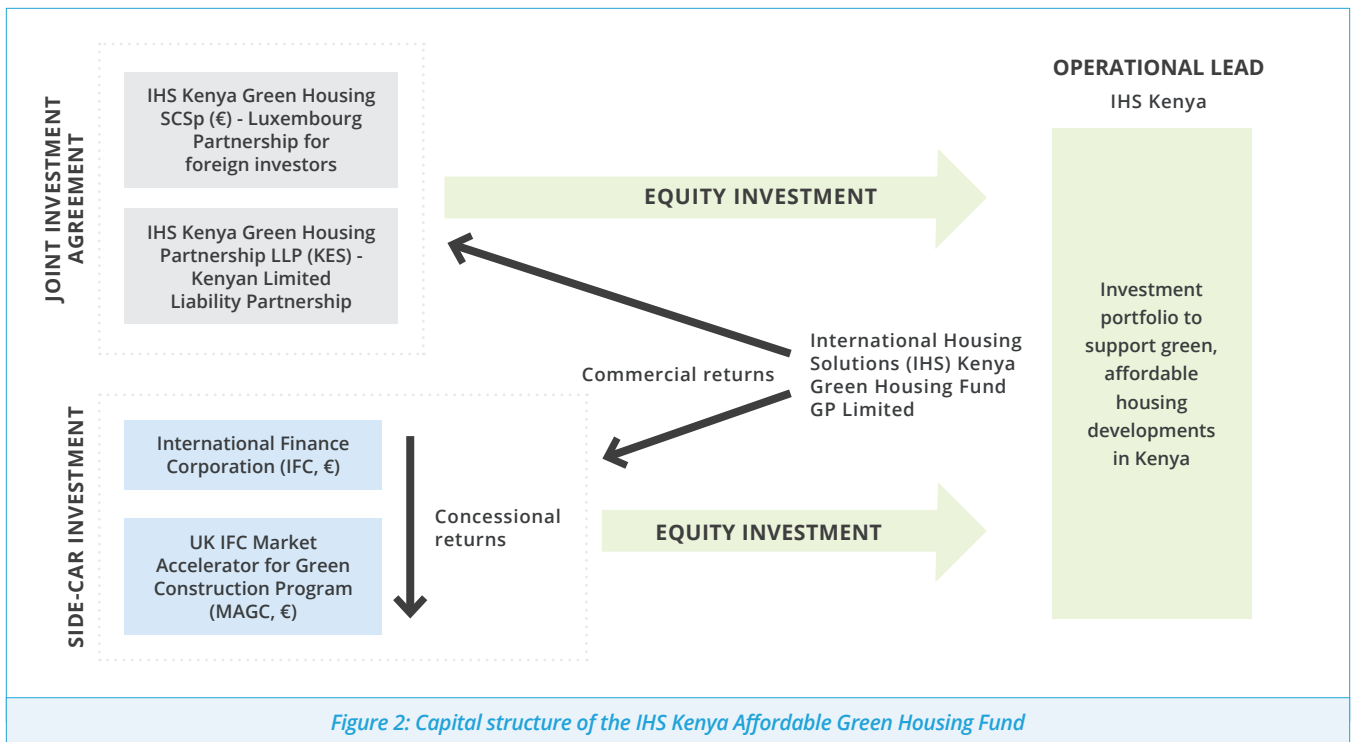 JOINT INVESTMENT
AGREEMENT
IHS Kenya Green Housing
SCSp (€) - Luxembourg
Partnership for
foreign investors
IHS Kenya Green Housing
Partnership LLP (KES) -
Kenyan Limited
Liability Partnership
EQUITY INVESTMENT
OPERATIONAL LEAD
IHS Kenya
Investment
portfolio to
support green,
affordable
housing
developments
in Kenya
Commercial returns
International Housing
Solutions (IHS) Kenya
Green Housing Fund
GP Limited
SIDE-CAR INVESTMENT
International Finance
Corporation (IFC, €)
UK IFC Market
Accelerator for Green
Construction Program
(MAGC, €)
Concessional
returns
EQUITY INVESTMENT
Figure 2: Capital structure of the IHS Kenya Affordable Green Housing Fund